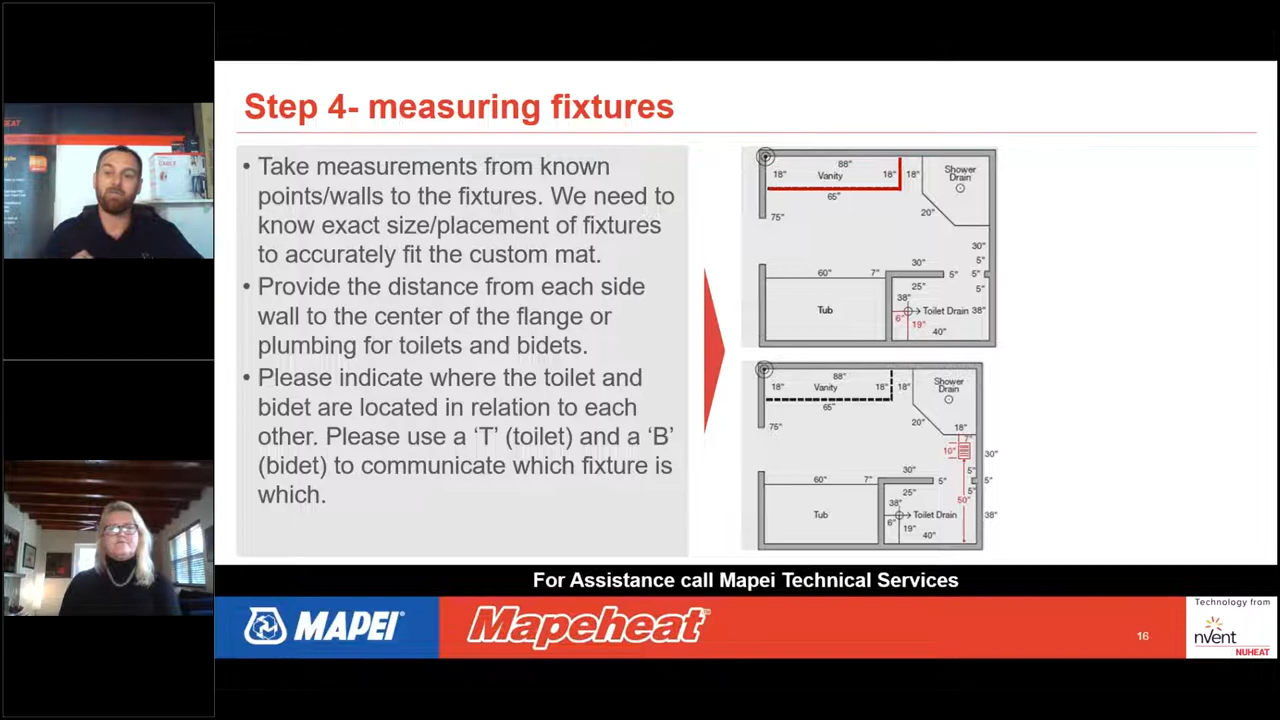 Step 4- measuring fixtures
• Take measurements from known
points/walls to the fixtures. We need to
know exact size/placement of fixtures
to accurately fit the custom mat.
• Provide the distance from each side
wall to the center of the flange or
plumbing for toilets and bidets.
• Please indicate where the toilet and
bidet are located in relation to each
other. Please use a ‘T’ (toilet) and a ‘B’
(bidet) to communicate which fixture is
which.
88"
18" Vanity 18" 18"
65"
Shower
Drain
20"
75"
30"
5"
60" 7" 30" 5" 5"
25" 5"
38"
Tub
Toilet Drain 38"
6" 19"
40"
88"
18" Vanity 18" 18"
65"
Shower
Drain
20" 18"
75"
7"
10" 30"
5"
60" 7" 30" 5" 5"
25" 5"
38" 50"
Tub
Toilet Drain 38"
6" 19"
40"
For Assistance call Mapei Technical Services
MAPEI
Mapeheat™
16
Technology from
nvent
NUHEAT